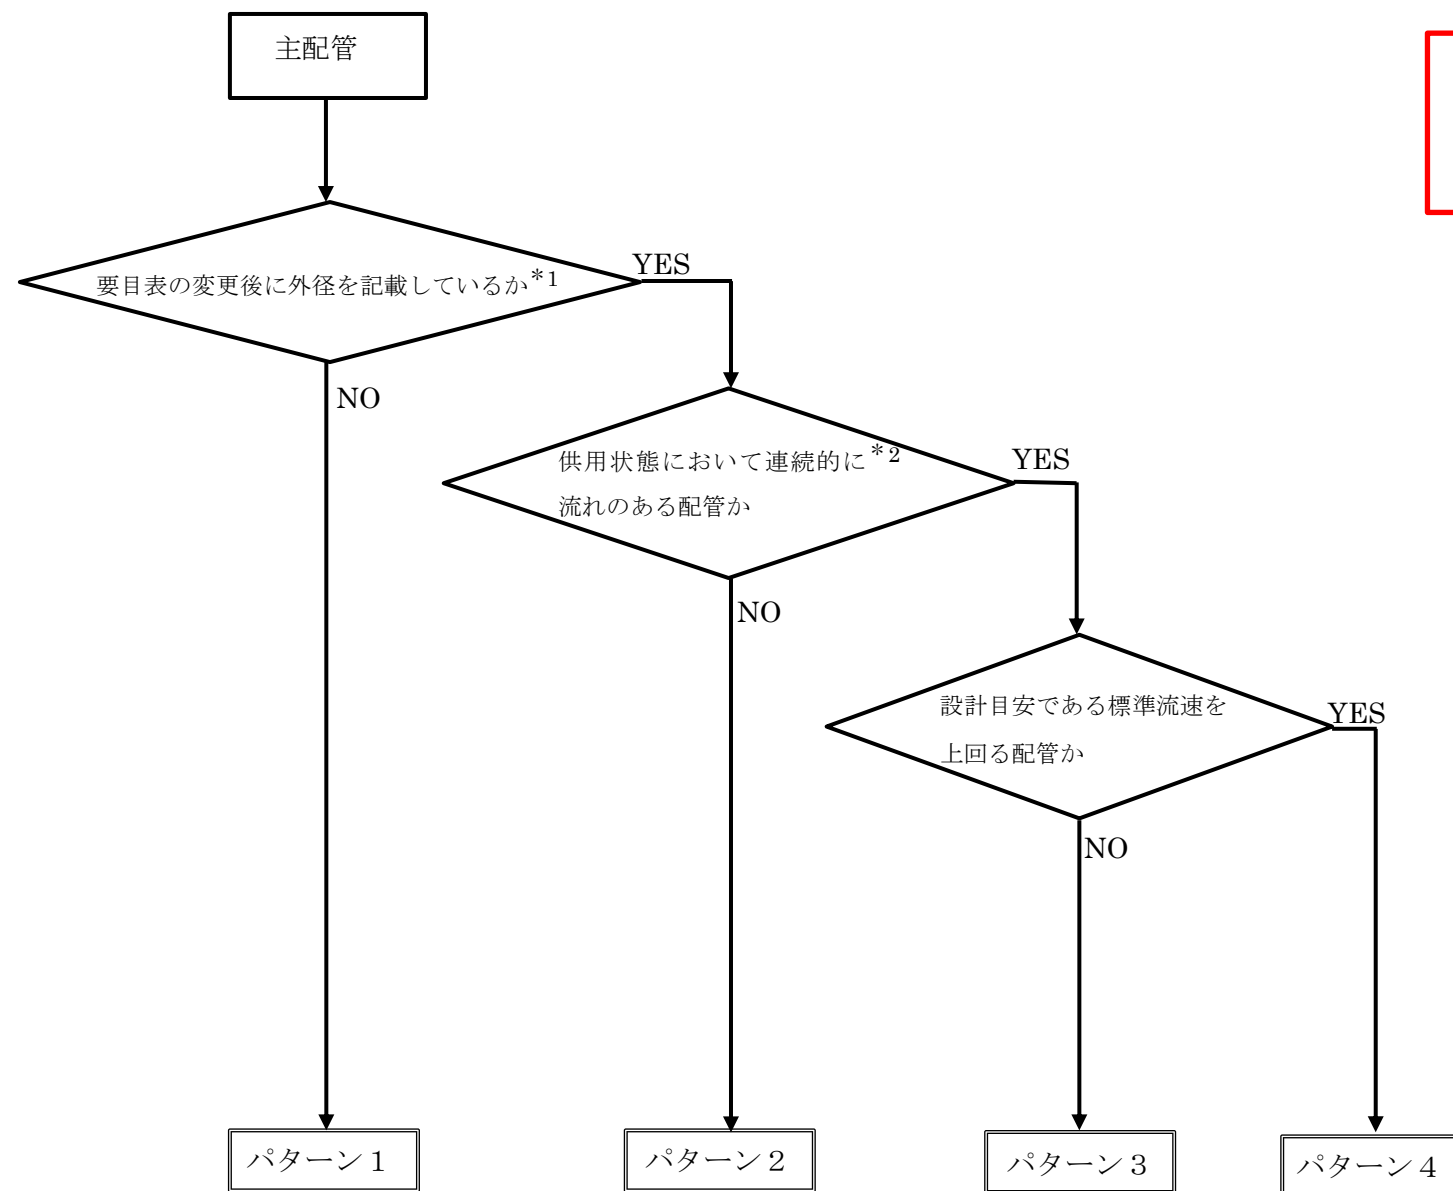 主配管
要目表の変更後に外径を記載しているか*1
YES
NO
供用状態において連続的に*2
流れのある配管か
YES
NO
設計目安である標準流速を
上回る配管か
YES
NO
パターン1
パターン2
パターン3
パターン4